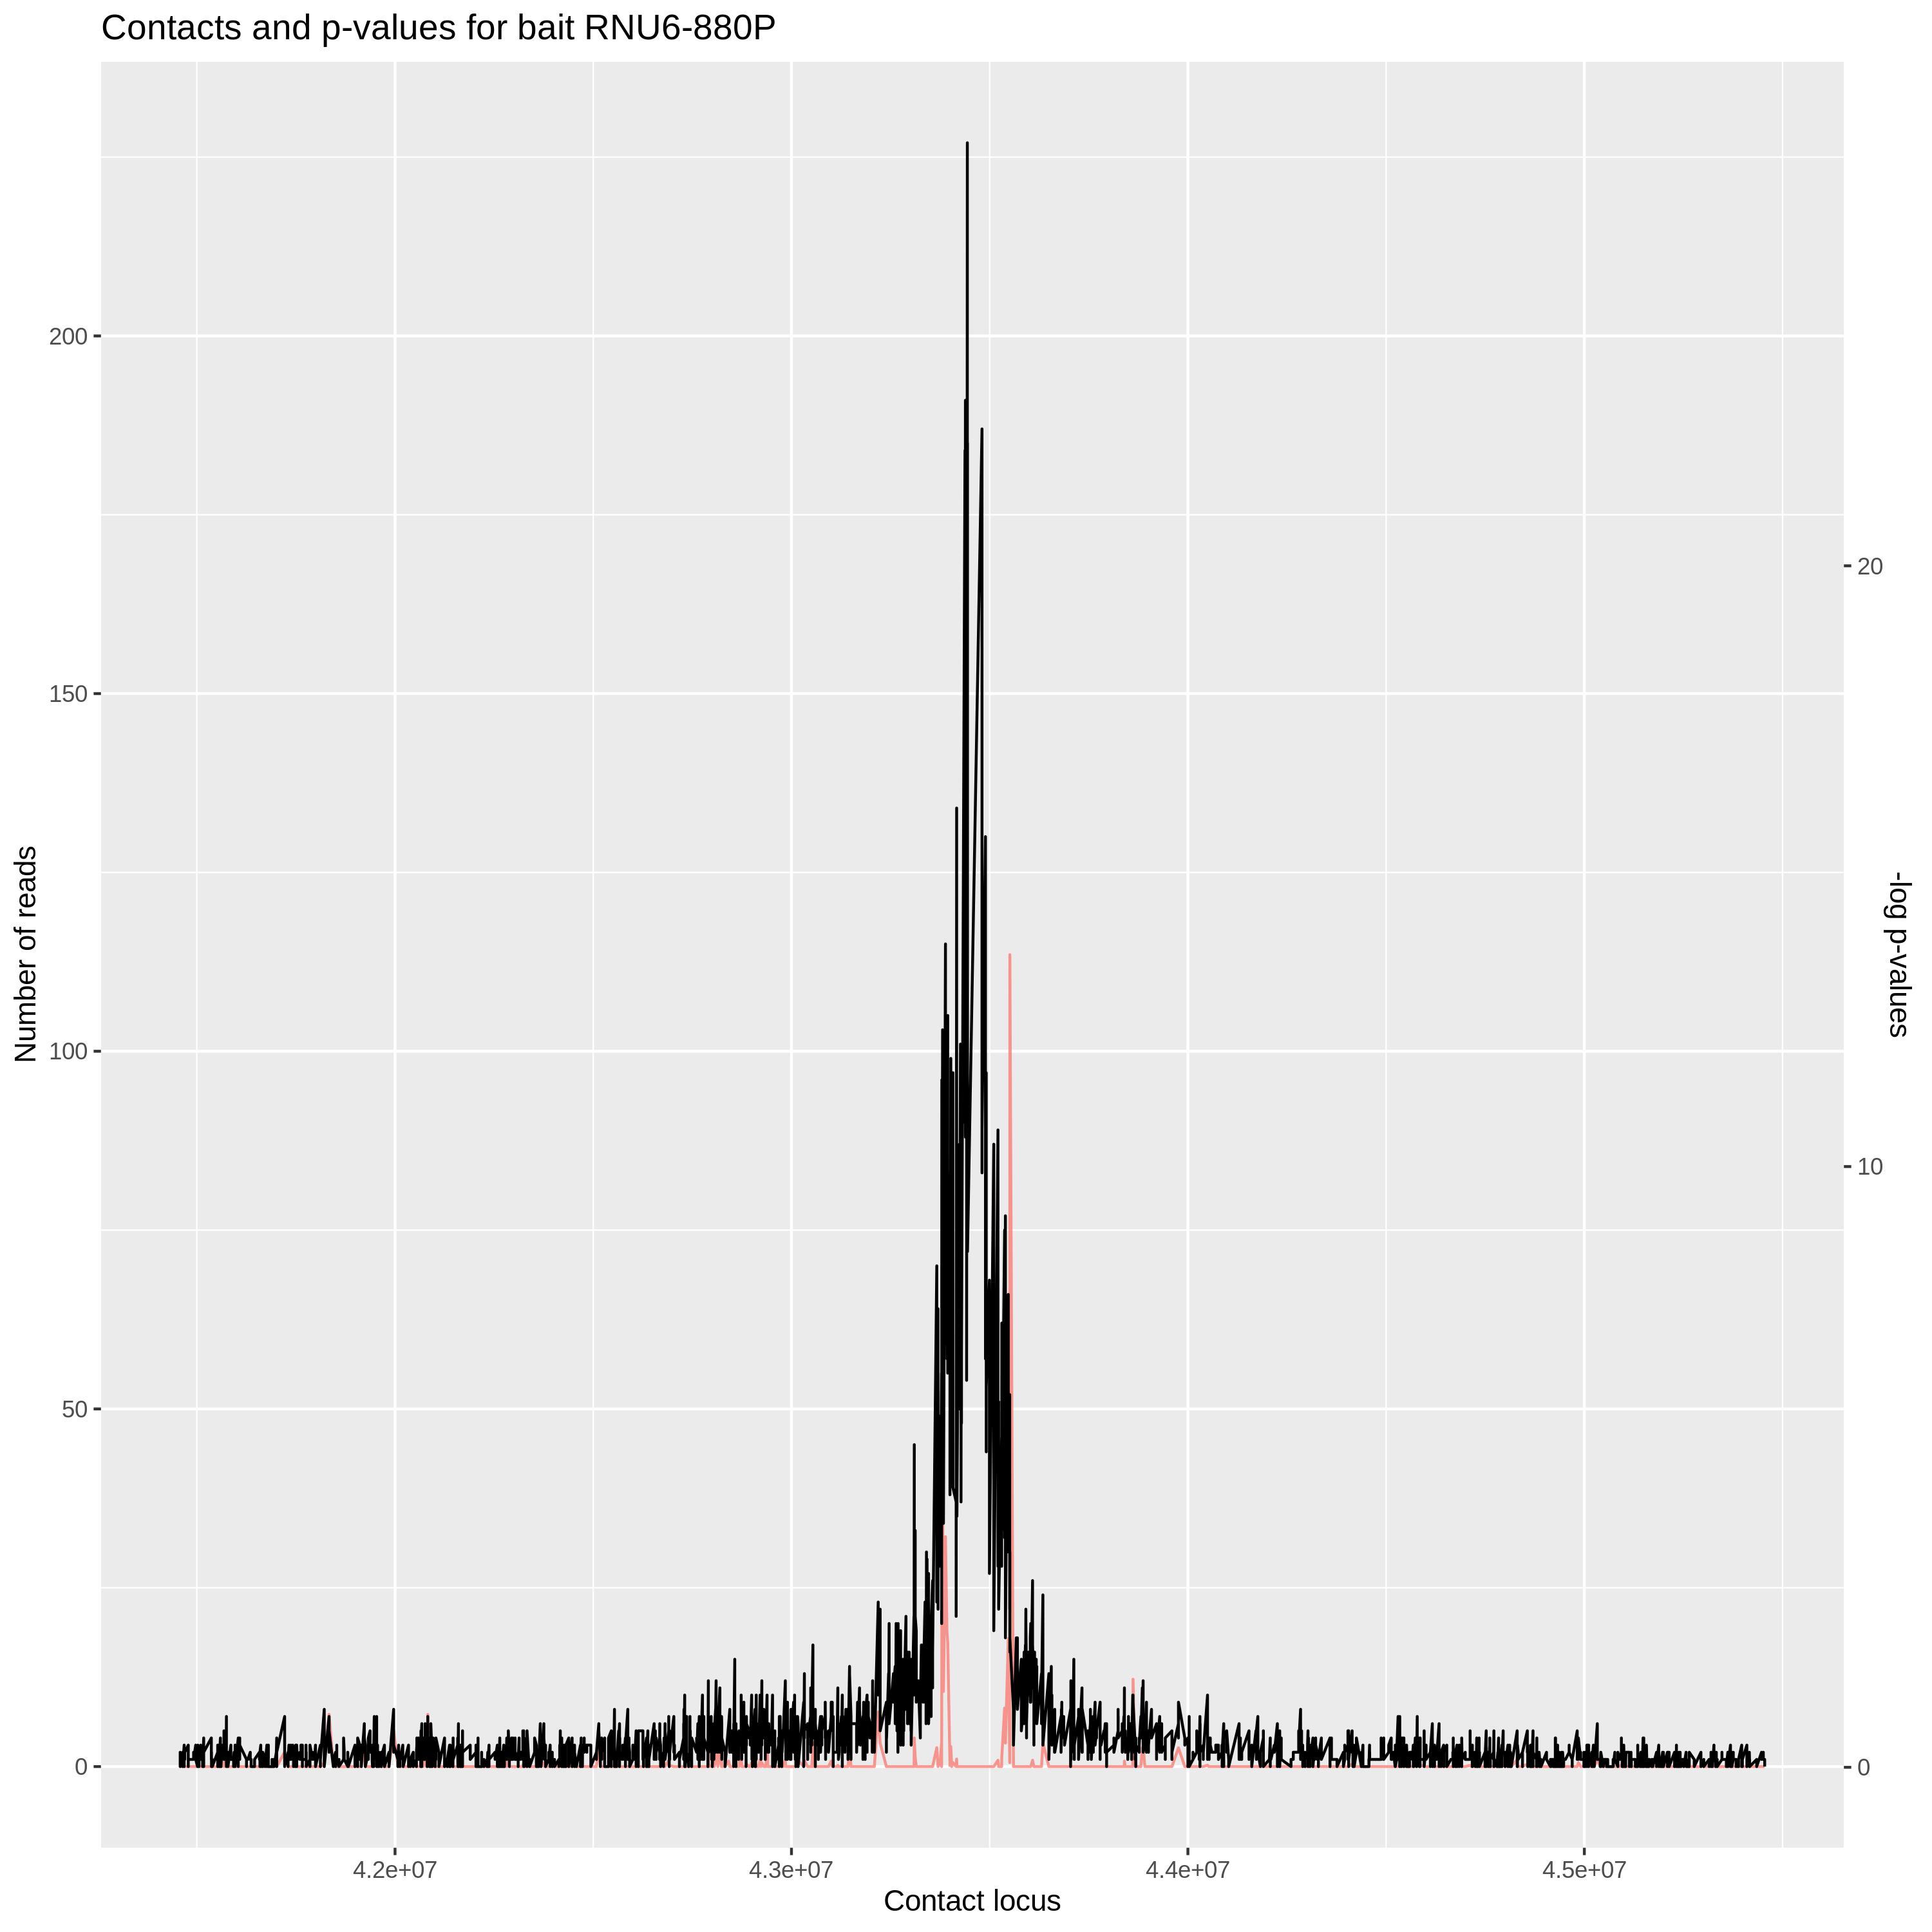 Contacts and p-values for bait RNU6-880P
200
150
100
50
0
Number of reads
20
10
0
-log p-values
4.2e+07 4.3e+07 4.4e+07 4.5e+07
Contact locus